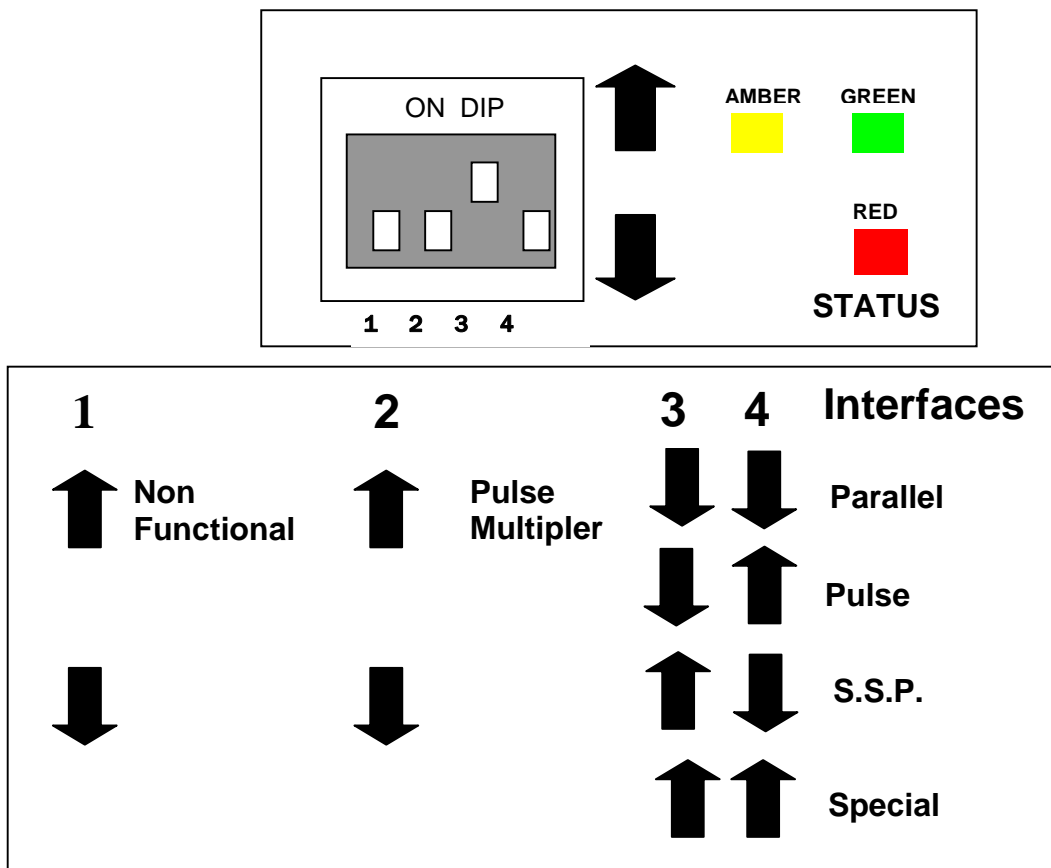 ON DIP
AMBER GREEN
RED
STATUS
1 2 3 4
1 2 3 4 Interfaces
Non
Functional
Pulse
Multipler
Parallel
Pulse
S.S.P.
Special